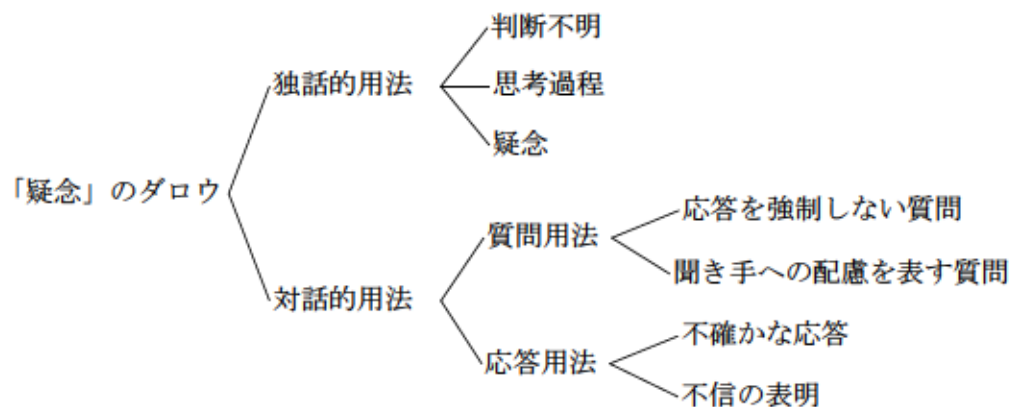 判断不明
独話的用法
思考過程
疑念
「疑念」のダロウ
質問用法
応答を強制しない質問
聞き手への配慮を表す質問
対話的用法
応答用法
不確かな応答
不信の表明